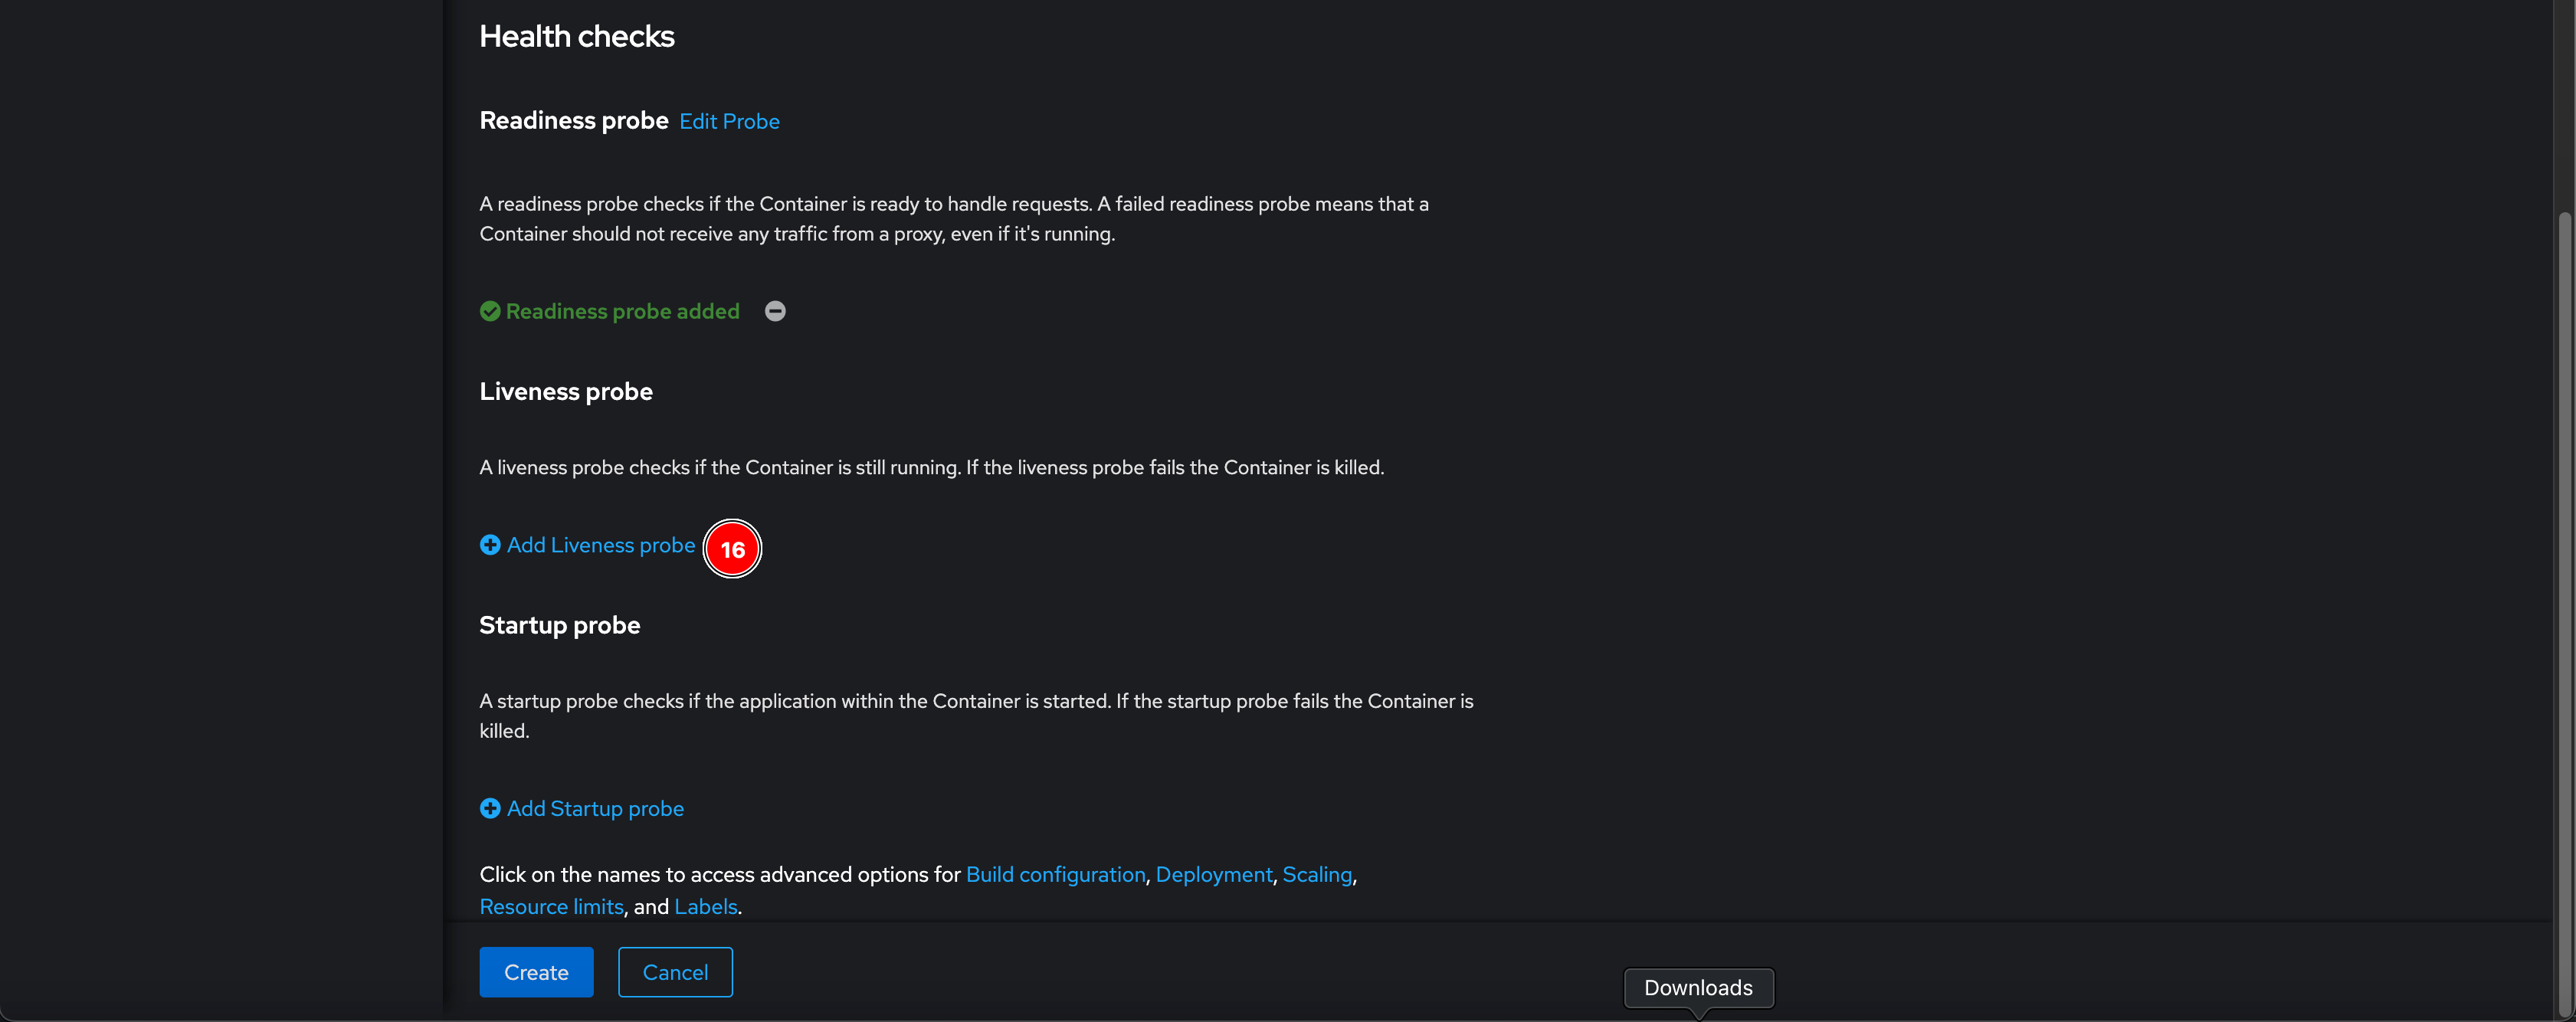 Health checks
Readiness probe Edit Probe
A readiness probe checks if the Container is ready to handle requests. A failed readiness probe means that a
Container should not receive any traffic from a proxy, even if it's running.
Readiness probe added
Liveness probe
A liveness probe checks if the Container is still running. If the liveness probe fails the Container is killed.
Add Liveness probe 16
Startup probe
A startup probe checks if the application within the Container is started. If the startup probe fails the Container is
killed.
Add Startup probe
Click on the names to access advanced options for Build configuration, Deployment, Scaling,
Resource limits, and Labels.
Create Cancel
Downloads